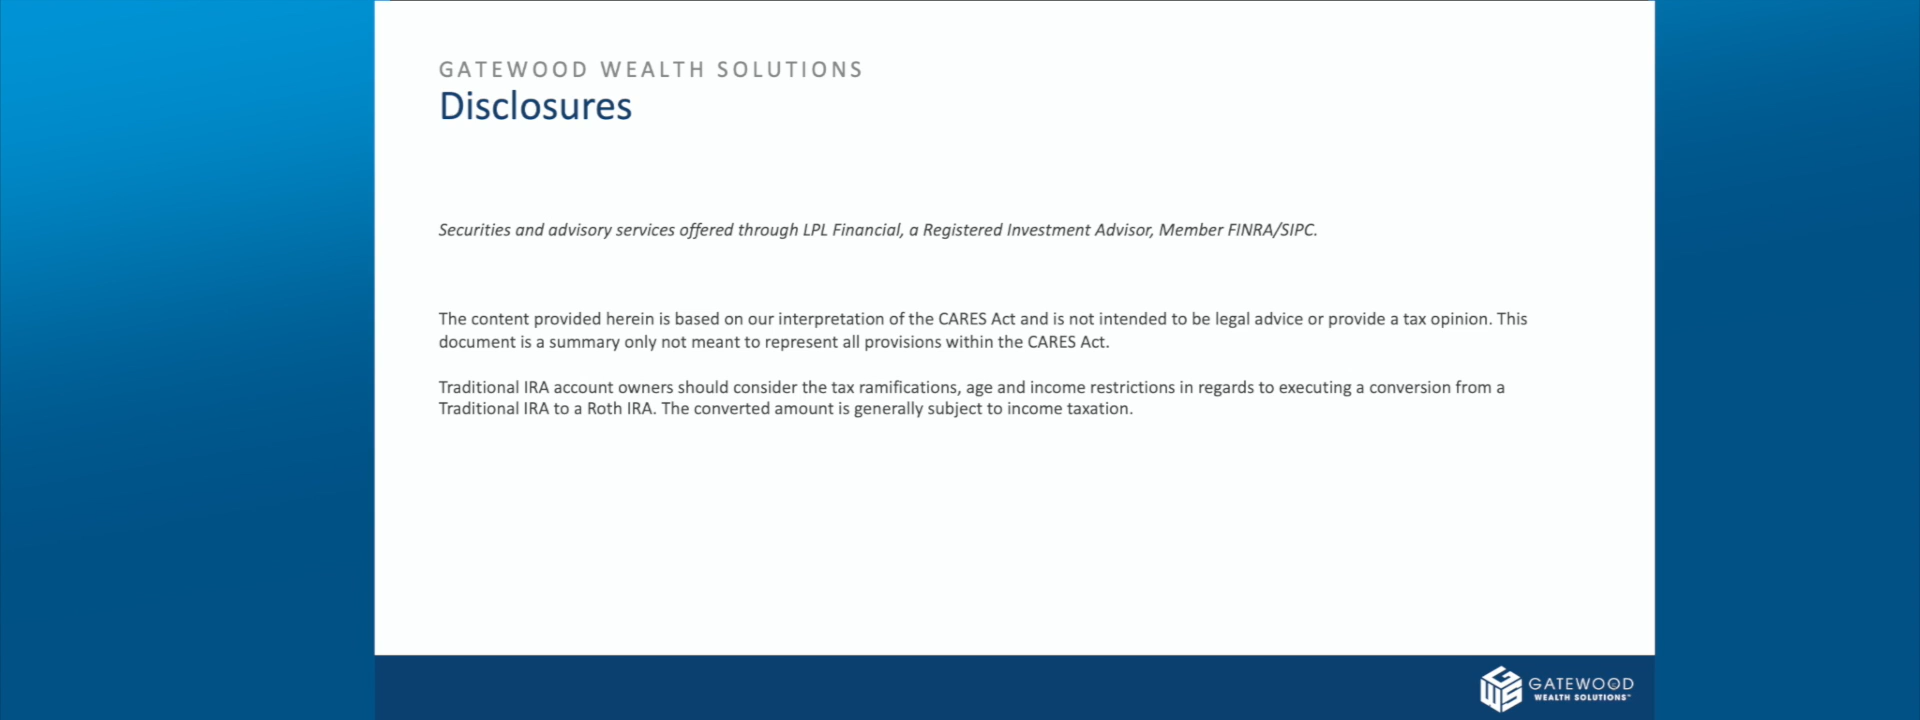 GATEWOOD WEALTH SOLUTIONS
Disclosures
Securities and advisory services offered through LPL Financial, a Registered Investment Advisor, Member FINRA/SIPC.
The content provided herein is based on our interpretation of the CARES Act and is not intended to be legal advice or provide a tax opinion. This
document is a summary only not meant to represent all provisions within the CARES Act.
Traditional IRA account owners should consider the tax ramifications, age and income restrictions in regards to executing a conversion from a
Traditional IRA to a Roth IRA. The converted amount is generally subject to income taxation.
GWS
GATEWOOD
WEALTH SOLUTIONS™